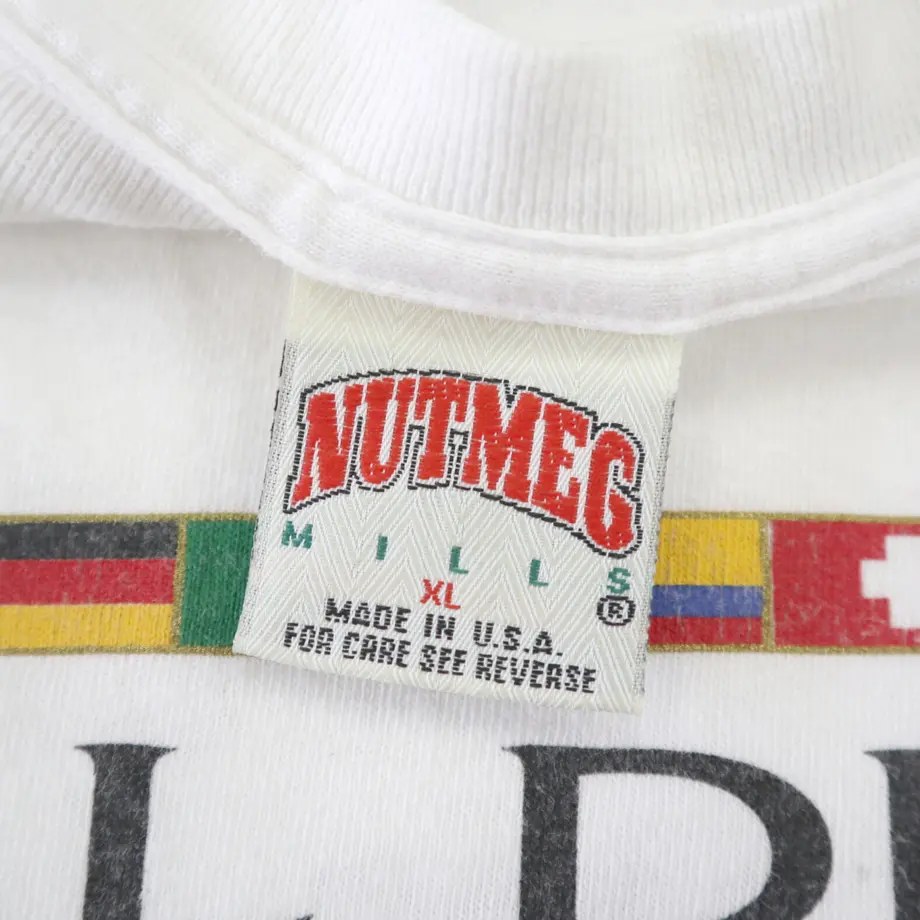 NUTMEG
MILLS
XL
®
MADE IN U.S.A.
FOR CARE SEE REVERSE